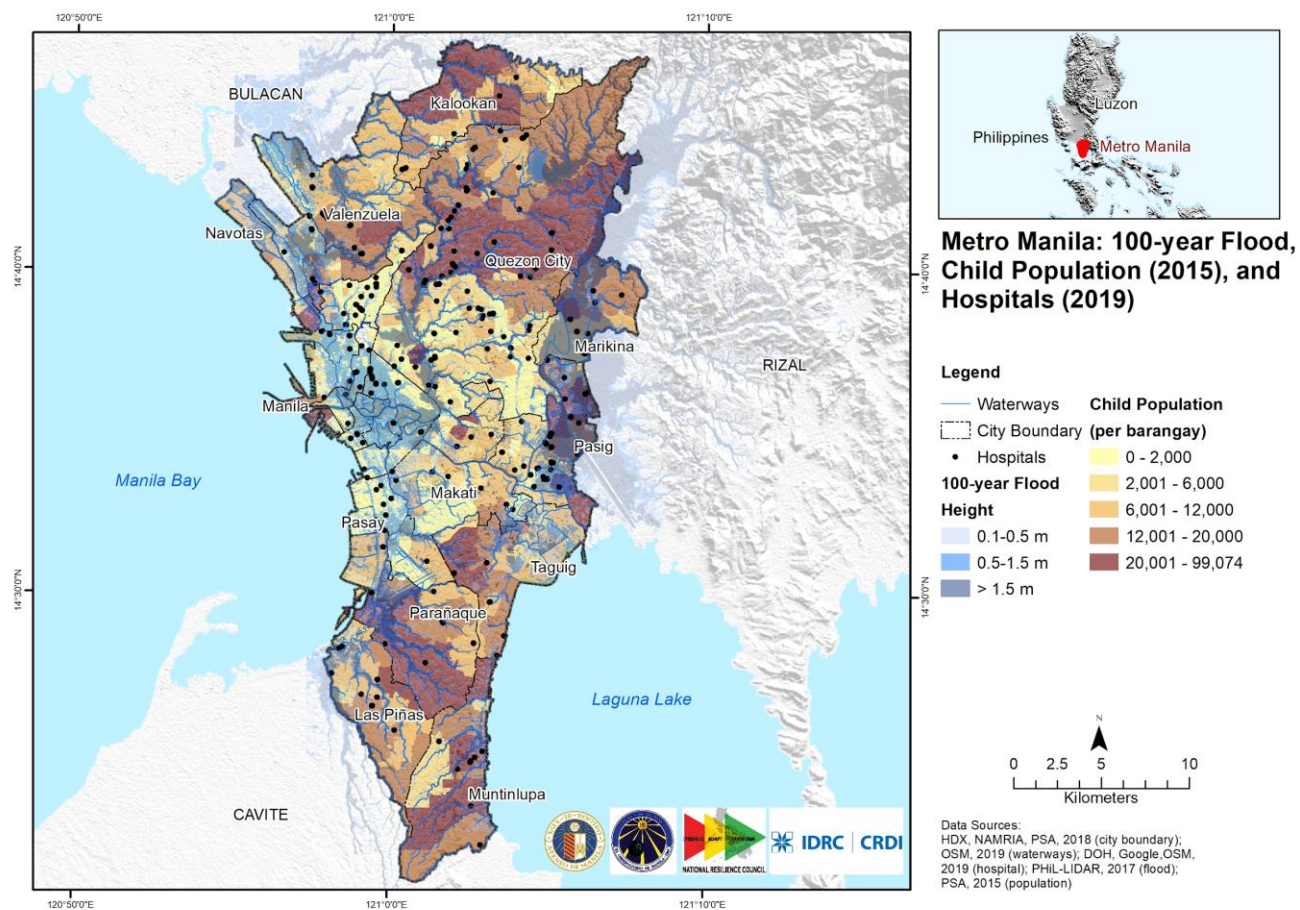 120°50'0"E
121°0'0"E
121°10'0"E
14°40'0"N
14°30'0"N
BULACAN
Kalookan
Valenzuela
Navotas
Quezon City
Marikina
RIZAL
Manila
Pasig
Manila Bay
Makati
Pasay
Taguig
Parañaque
Laguna Lake
Las Piñas
Muntinlupa
CAVITE
NATIONAL RESILIENCE COUNCIL
IDRC | CRDI
14°40'0"N
14°30'0"N
120°50'0"E
121°0'0"E
121°10'0"E
Luzon
Philippines
Metro Manila
Metro Manila: 100-year Flood,
Child Population (2015), and
Hospitals (2019)
Legend
Waterways
City Boundary
Hospitals
100-year Flood
Height
0.1-0.5 m
0.5-1.5 m
> 1.5 m
Child Population
(per barangay)
0 - 2,000
2,001 - 6,000
6,001 - 12,000
12,001 - 20,000
20,001 - 99,074
N
0 2.5 5 10
Kilometers
Data Sources:
HDX, NAMRIA, PSA, 2018 (city boundary);
OSM, 2019 (waterways); DOH, Google,OSM,
2019 (hospital); PHiL-LIDAR, 2017 (flood);
PSA, 2015 (population)